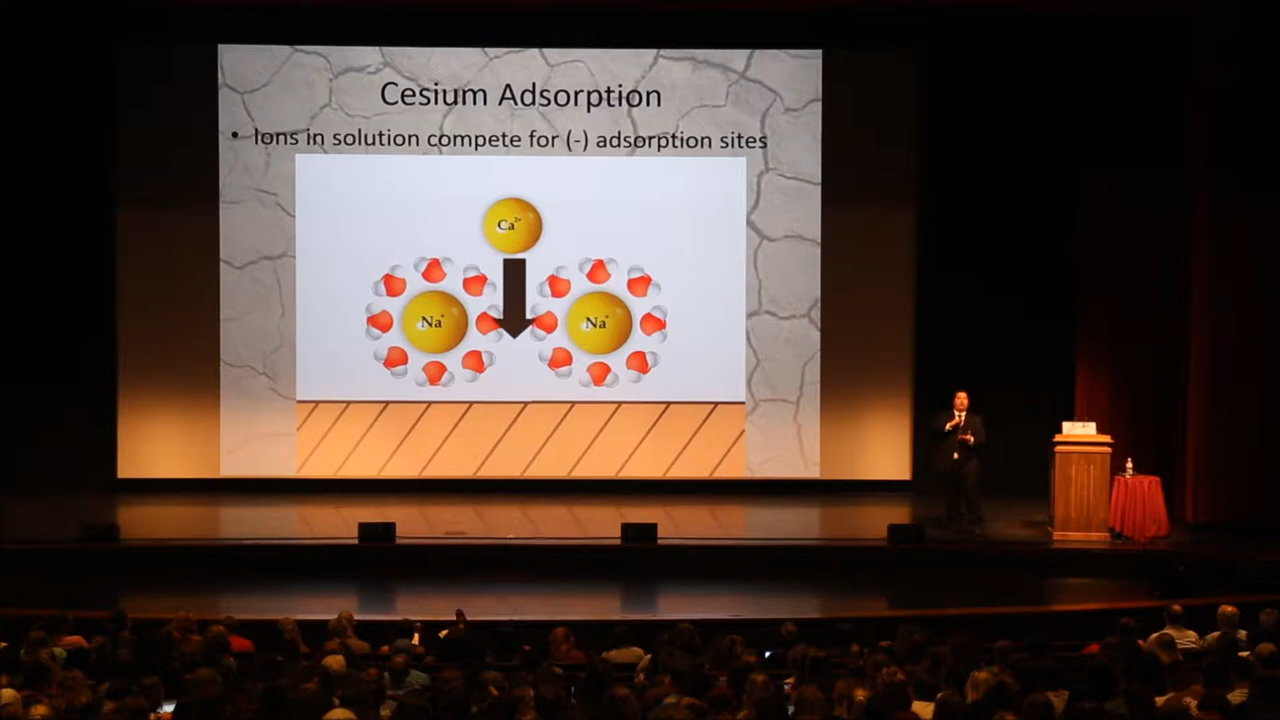 Cesium Adsorption
• Ions in solution compete for (-) adsorption sites
Ca²⁺
Na⁺
Na⁺